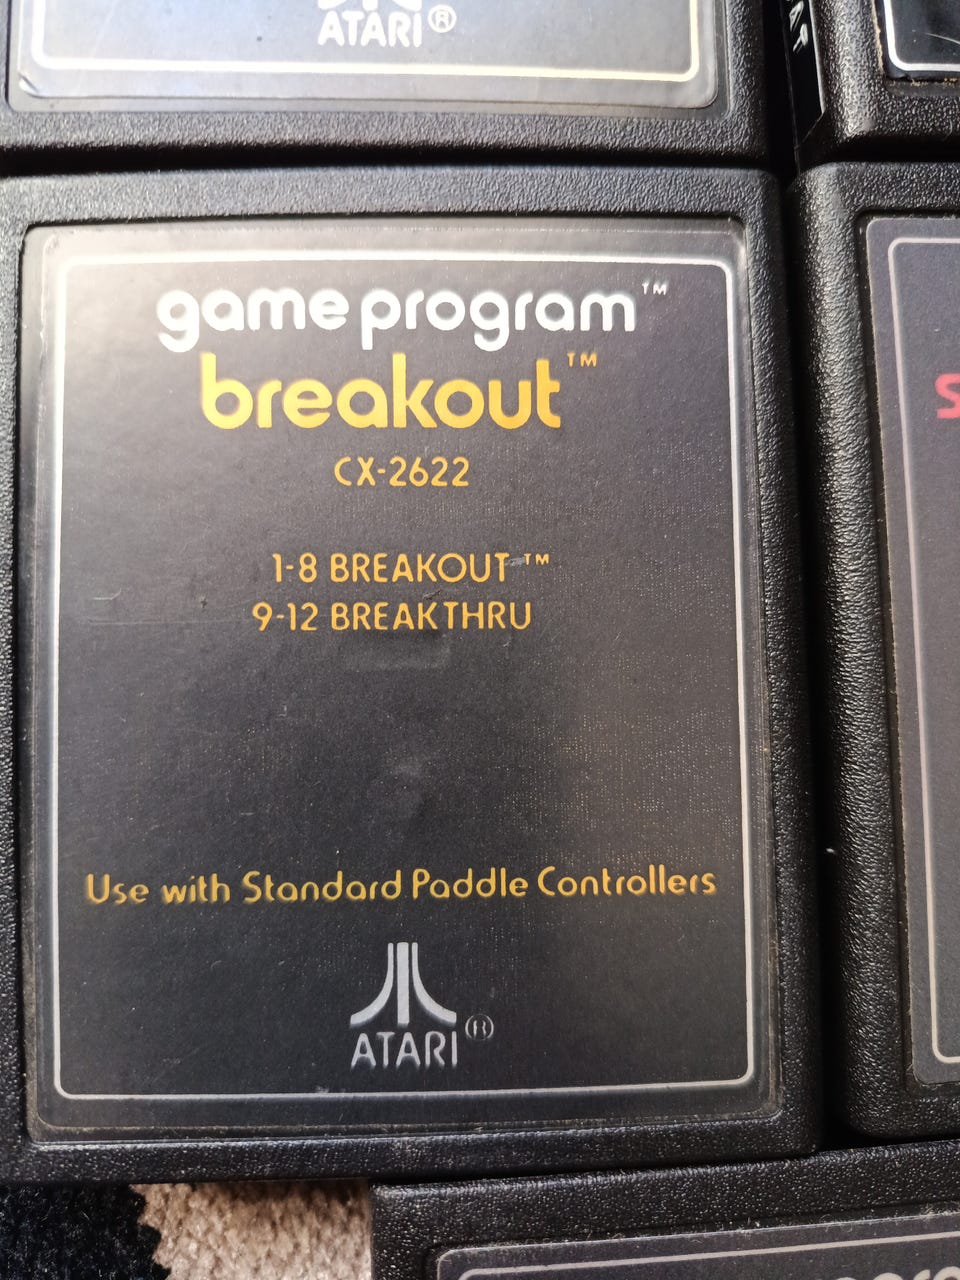 ATARI®
game program™
breakout™
CX-2622
1-8 BREAKOUT™
9-12 BREAKTHRU
Use with Standard Paddle Controllers
ATARI®